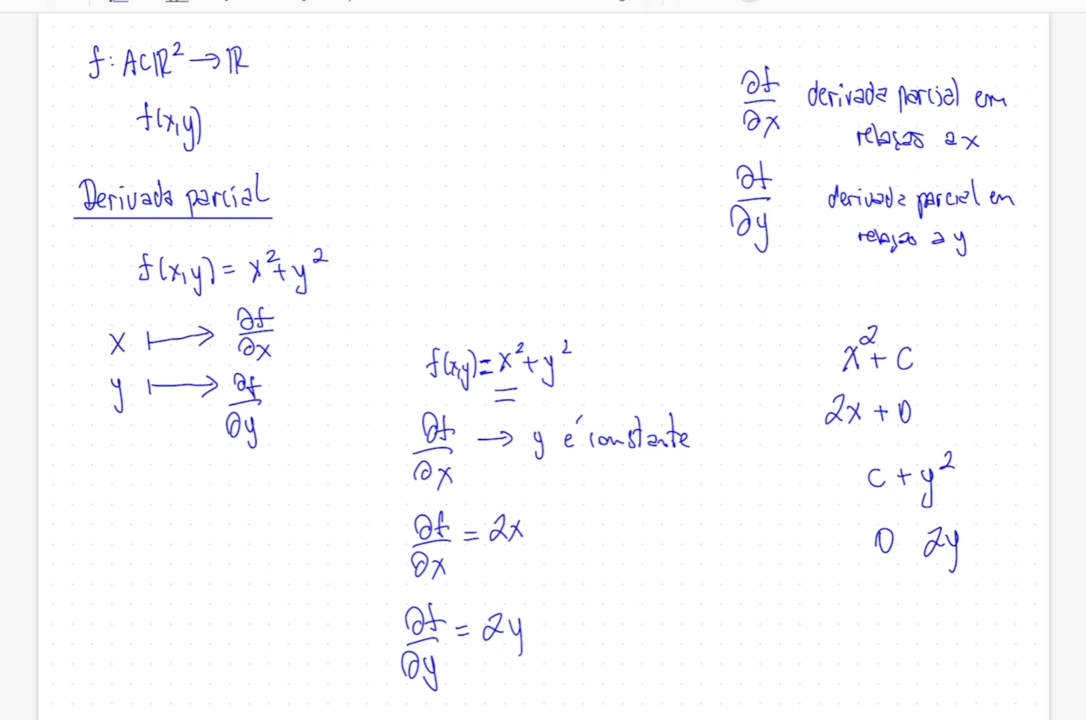 f: A⊂ℝ² → ℝ
f(x,y)
Derivada parcial
f(x,y) = x² + y²
x ⟼ ∂f/∂x
y ⟼ ∂f/∂y
f(x,y) = x² + y²
∂f/∂x → y é constante
∂f/∂x = 2x
∂f/∂y = 2y
∂f/∂x derivada parcial em
relação a x
∂f/∂y derivada parcial em
relação a y
x² + C
2x + 0
C + y²
0 2y